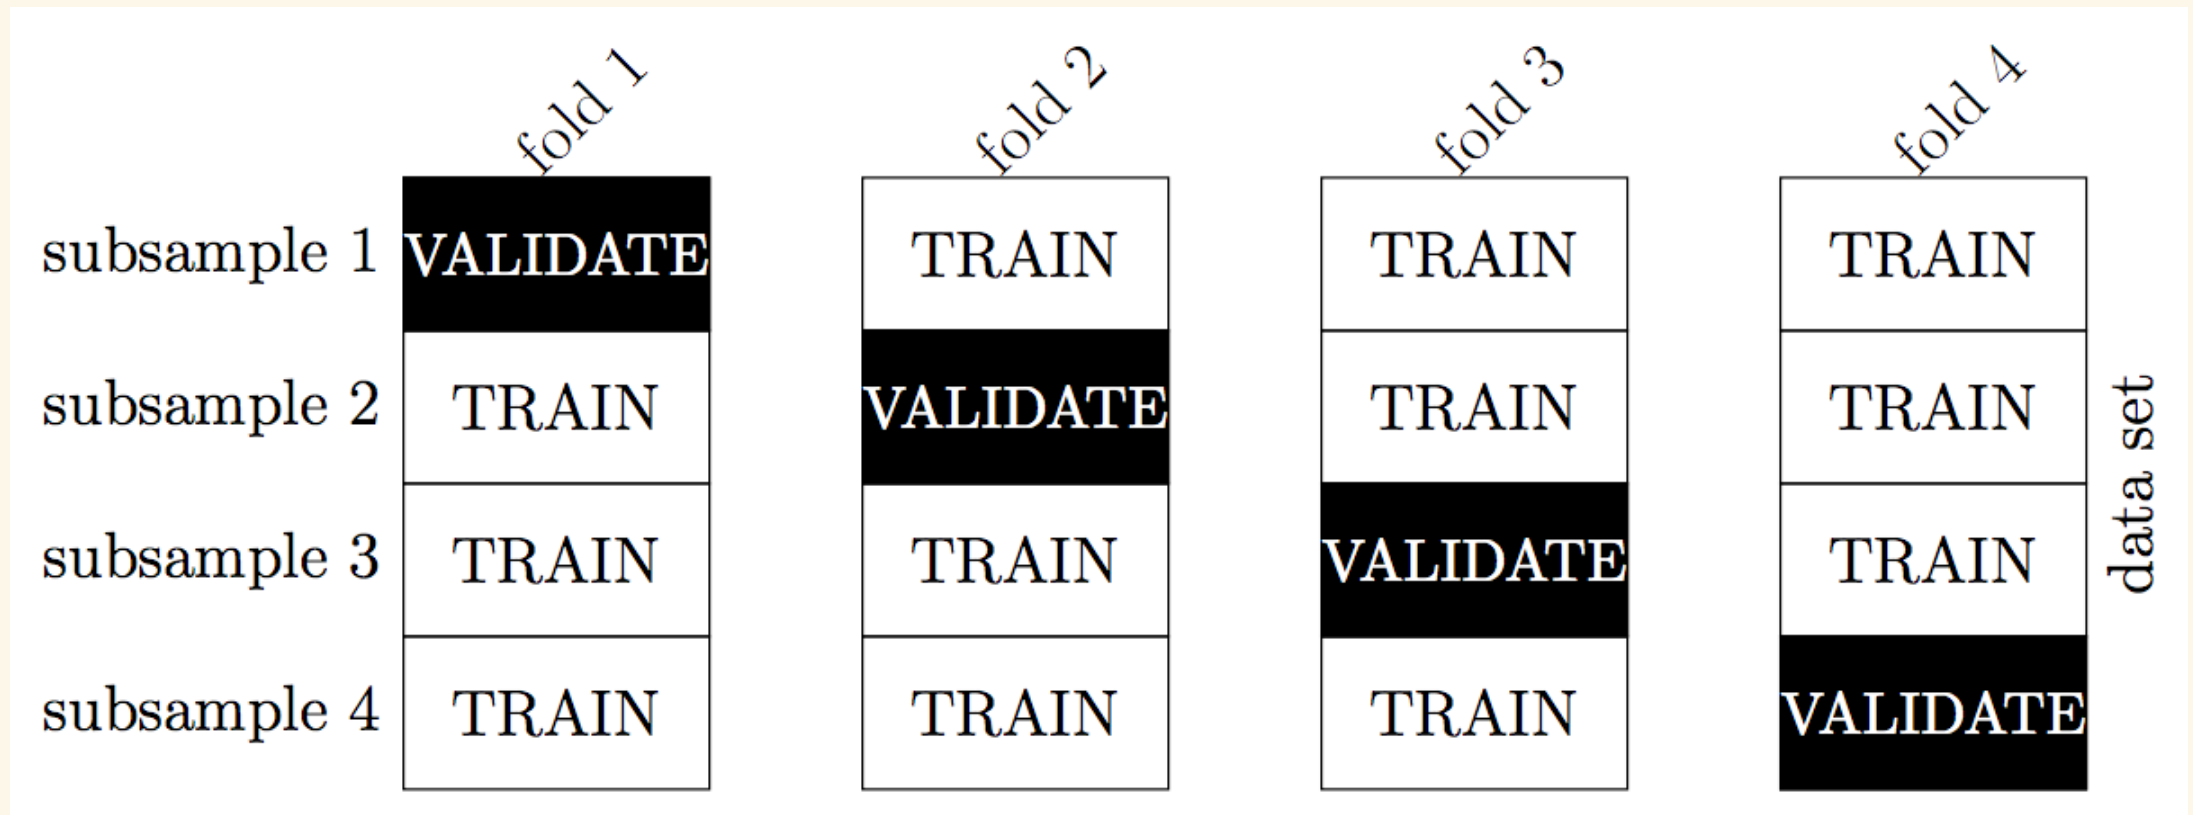 fold 1 fold 2 fold 3 fold 4
subsample 1 VALIDATE TRAIN TRAIN TRAIN
subsample 2 TRAIN VALIDATE TRAIN TRAIN
subsample 3 TRAIN TRAIN VALIDATE TRAIN
subsample 4 TRAIN TRAIN TRAIN VALIDATE
data set